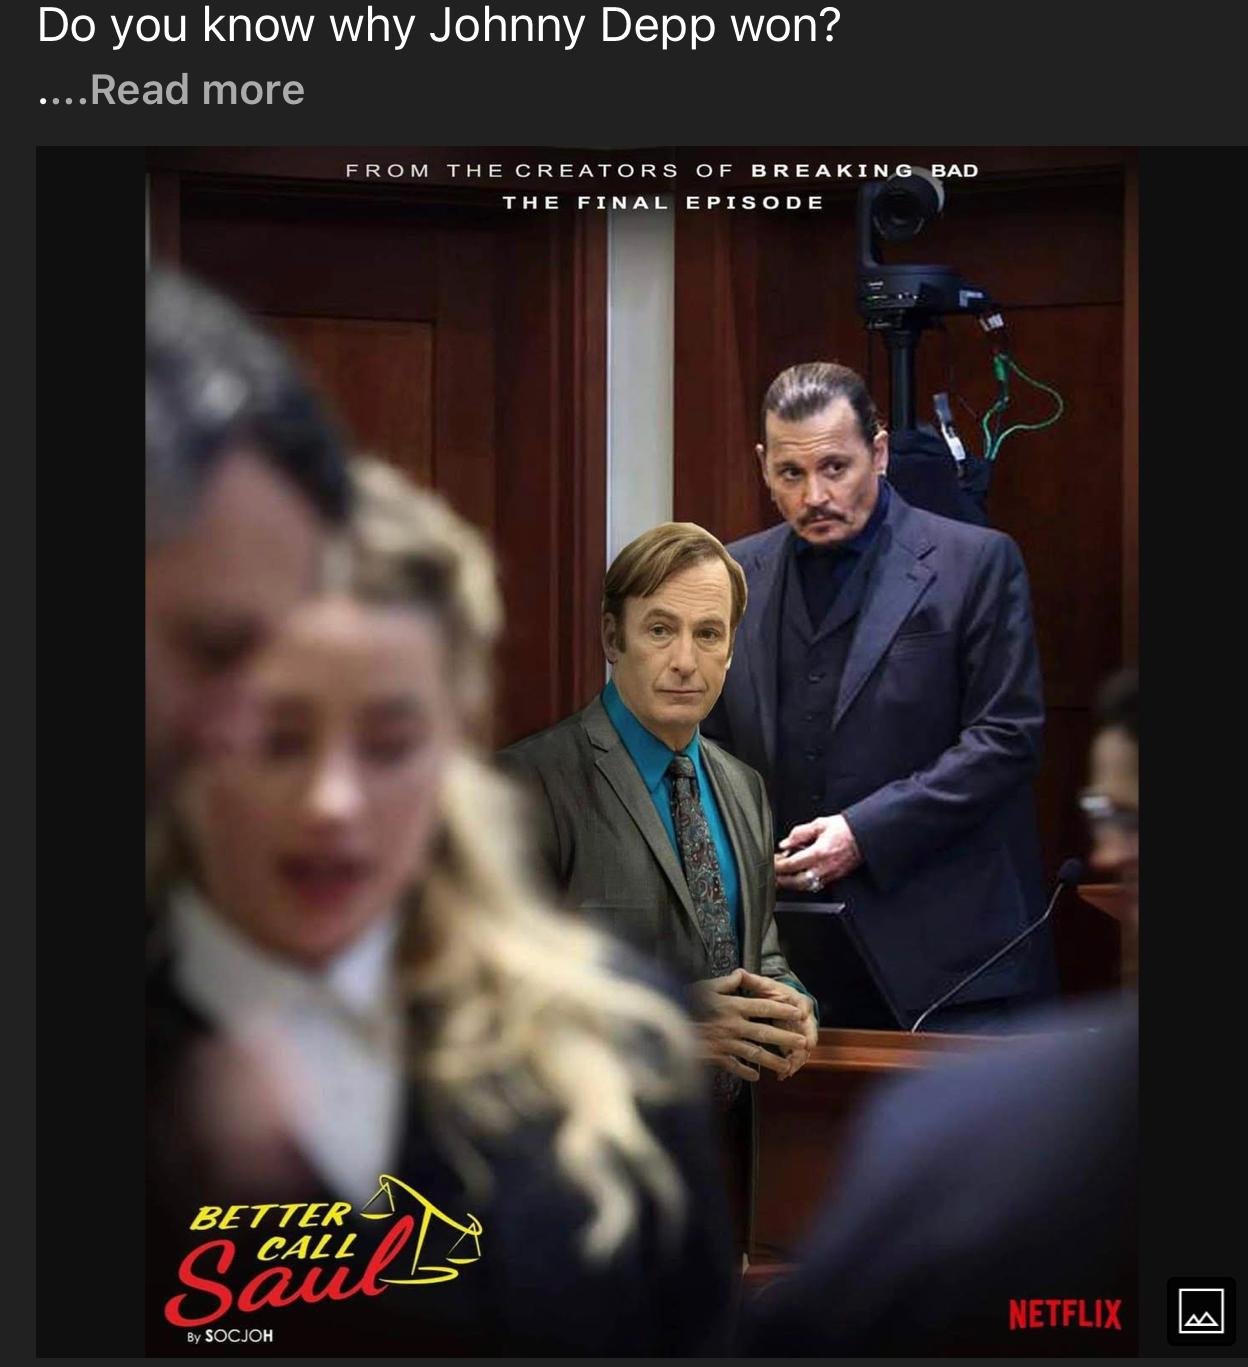 Do you know why Johnny Depp won?
....Read more
FROM THE CREATORS OF BREAKING BAD
THE FINAL EPISODE
BETTER
CALL
Saul
By SOCJOH
NETFLIX